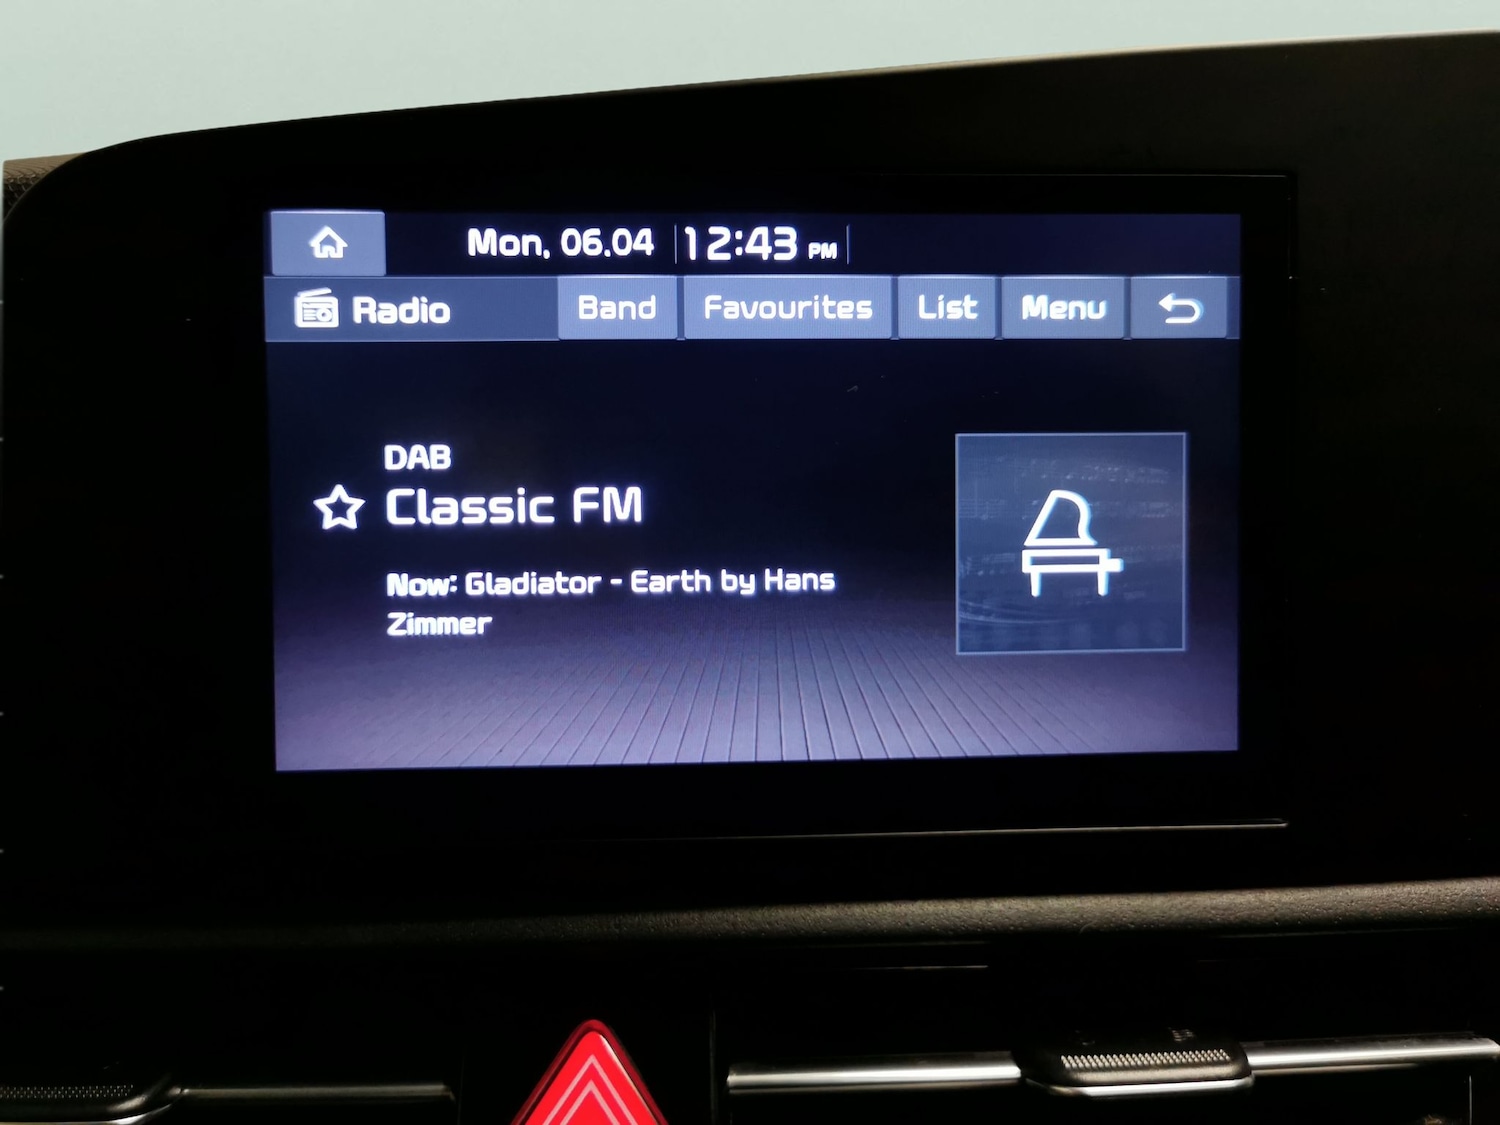 Mon, 06.04 12:43 PM
Radio Band Favourites List Menu
DAB
Classic FM
Now: Gladiator - Earth by Hans
Zimmer